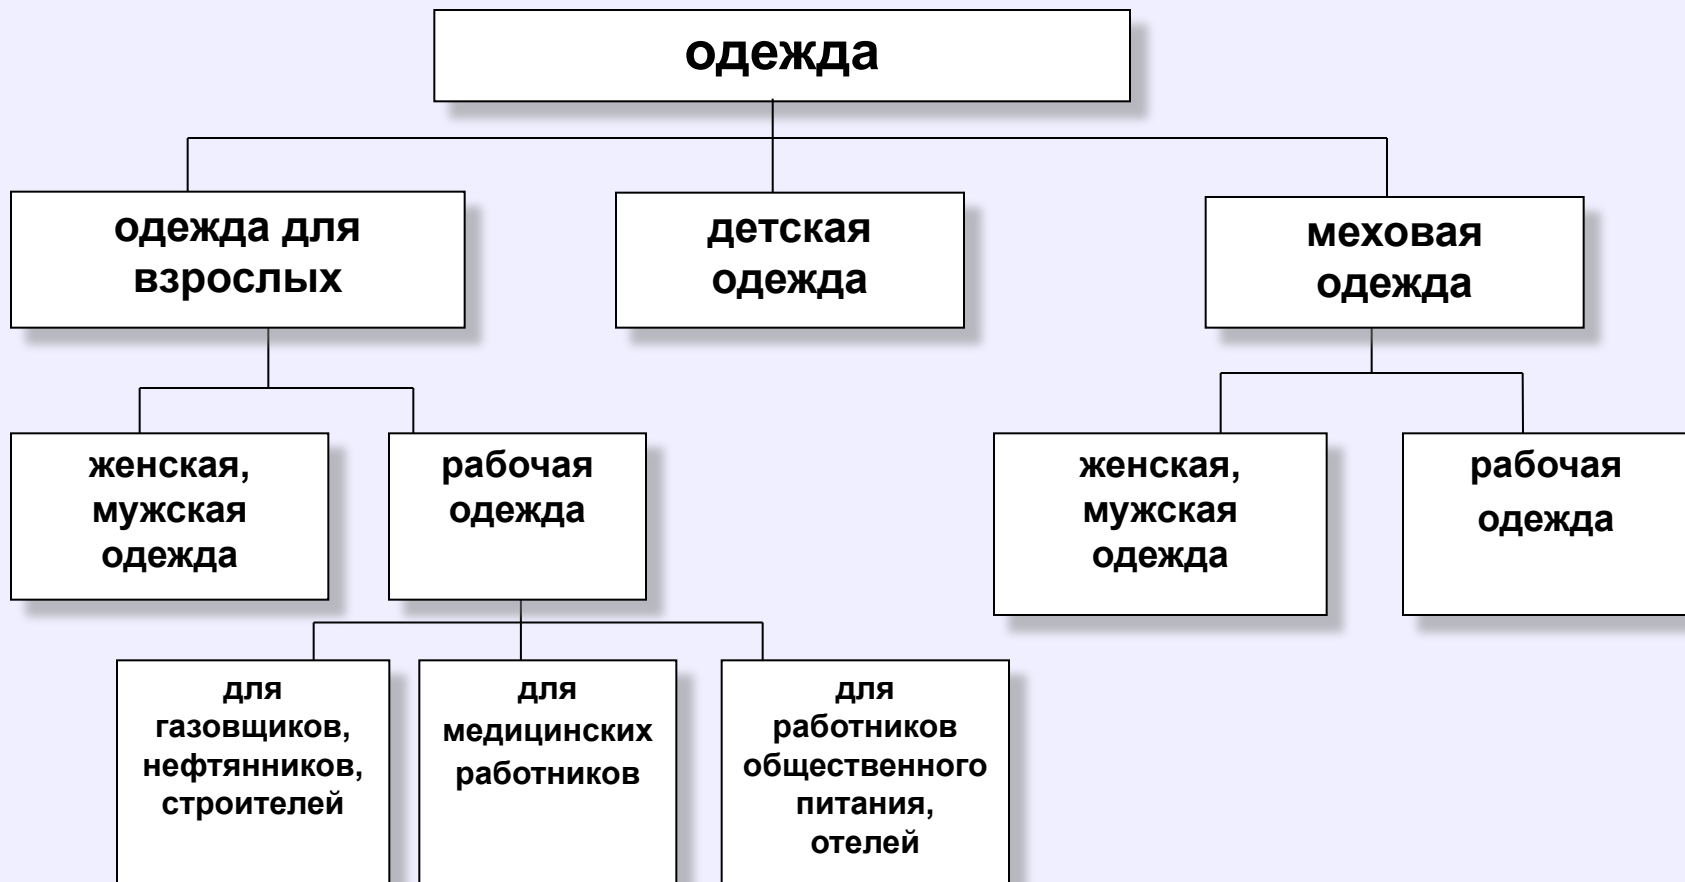 одежда
одежда для
взрослых
детская
одежда
меховая
одежда
женская,
мужская
одежда
рабочая
одежда
женская,
мужская
одежда
рабочая
одежда
для
газовщиков,
нефтянников,
строителей
для
медицинских
работников
для
работников
общественного
питания,
отелей